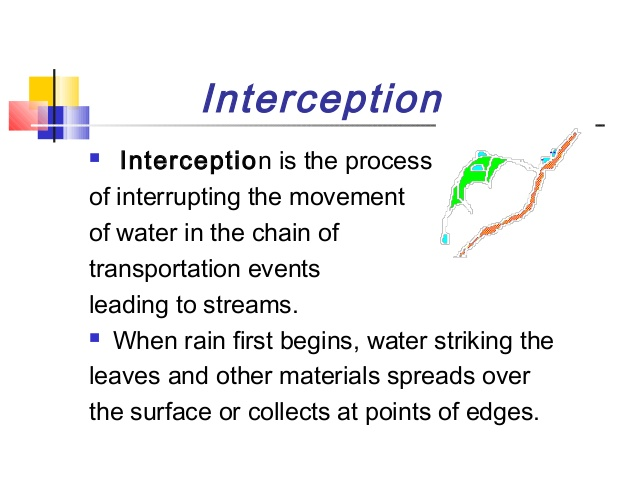 Interception
Interception is the process
of interrupting the movement
of water in the chain of
transportation events
leading to streams.
When rain first begins, water striking the
leaves and other materials spreads over
the surface or collects at points of edges.